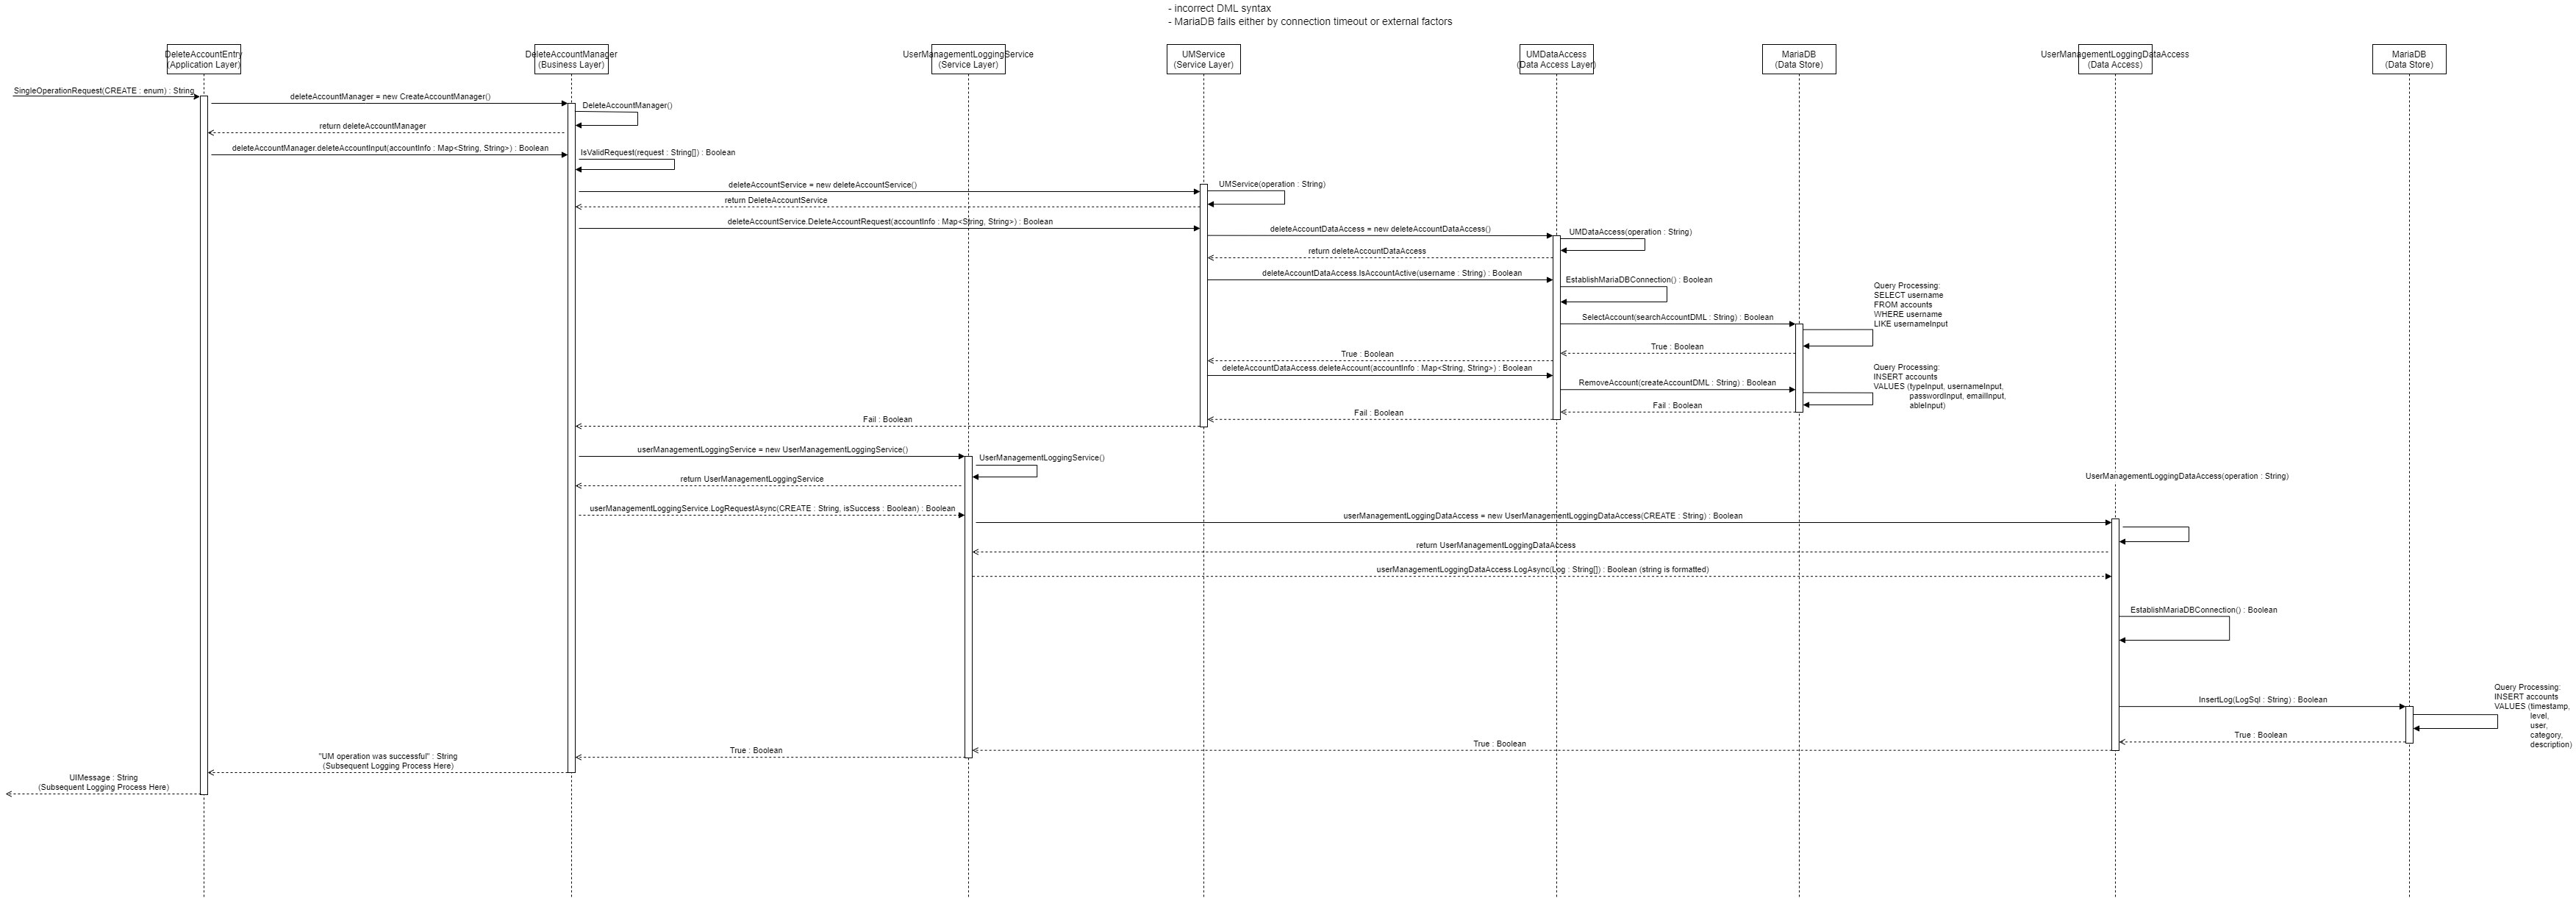 - incorrect DML syntax
- MariaDB fails either by connection timeout or external factors
DeleteAccountEntry
(Application Layer)
DeleteAccountManager
(Business Layer)
UserManagementLoggingService
(Service Layer)
UMService
(Service Layer)
UMDataAccess
(Data Access Layer)
MariaDB
(Data Store)
UserManagementLoggingDataAccess
(Data Access)
MariaDB
(Data Store)
SingleOperationRequest(CREATE : enum) : String
deleteAccountManager = new CreateAccountManager()
DeleteAccountManager()
return deleteAccountManager
deleteAccountManager.deleteAccountInput(accountInfo : Map<String, String>) : Boolean
IsValidRequest(request : String[]) : Boolean
deleteAccountService = new deleteAccountService()
UMService(operation : String)
return DeleteAccountService
deleteAccountService.DeleteAccountRequest(accountInfo : Map<String, String>) : Boolean
deleteAccountDataAccess = new deleteAccountDataAccess()
UMDataAccess(operation : String)
return deleteAccountDataAccess
deleteAccountDataAccess.IsAccountActive(username : String) : Boolean
EstablishMariaDBConnection() : Boolean
Query Processing:
SELECT username
FROM accounts
WHERE username
LIKE usernameInput
SelectAccount(searchAccountDML : String) : Boolean
True : Boolean
True : Boolean
deleteAccountDataAccess.deleteAccount(accountInfo : Map<String, String>) : Boolean
Query Processing:
INSERT accounts
VALUES (typeInput, usernameInput,
passwordInput, emailInput,
ableInput)
RemoveAccount(createAccountDML : String) : Boolean
Fail : Boolean
Fail : Boolean
Fail : Boolean
userManagementLoggingService = new UserManagementLoggingService()
UserManagementLoggingService()
return UserManagementLoggingService
UserManagementLoggingDataAccess(operation : String)
userManagementLoggingService.LogRequestAsync(CREATE : String, isSuccess : Boolean) : Boolean
userManagementLoggingDataAccess = new UserManagementLoggingDataAccess(CREATE : String) : Boolean
return UserManagementLoggingDataAccess
userManagementLoggingDataAccess.LogAsync(Log : String[]) : Boolean (string is formatted)
EstablishMariaDBConnection() : Boolean
InsertLog(LogSql : String) : Boolean
Query Processing:
INSERT accounts
VALUES (timestamp,
level,
user,
category,
description)
True : Boolean
True : Boolean
True : Boolean
"UM operation was successful" : String
(Subsequent Logging Process Here)
UIMessage : String
(Subsequent Logging Process Here)